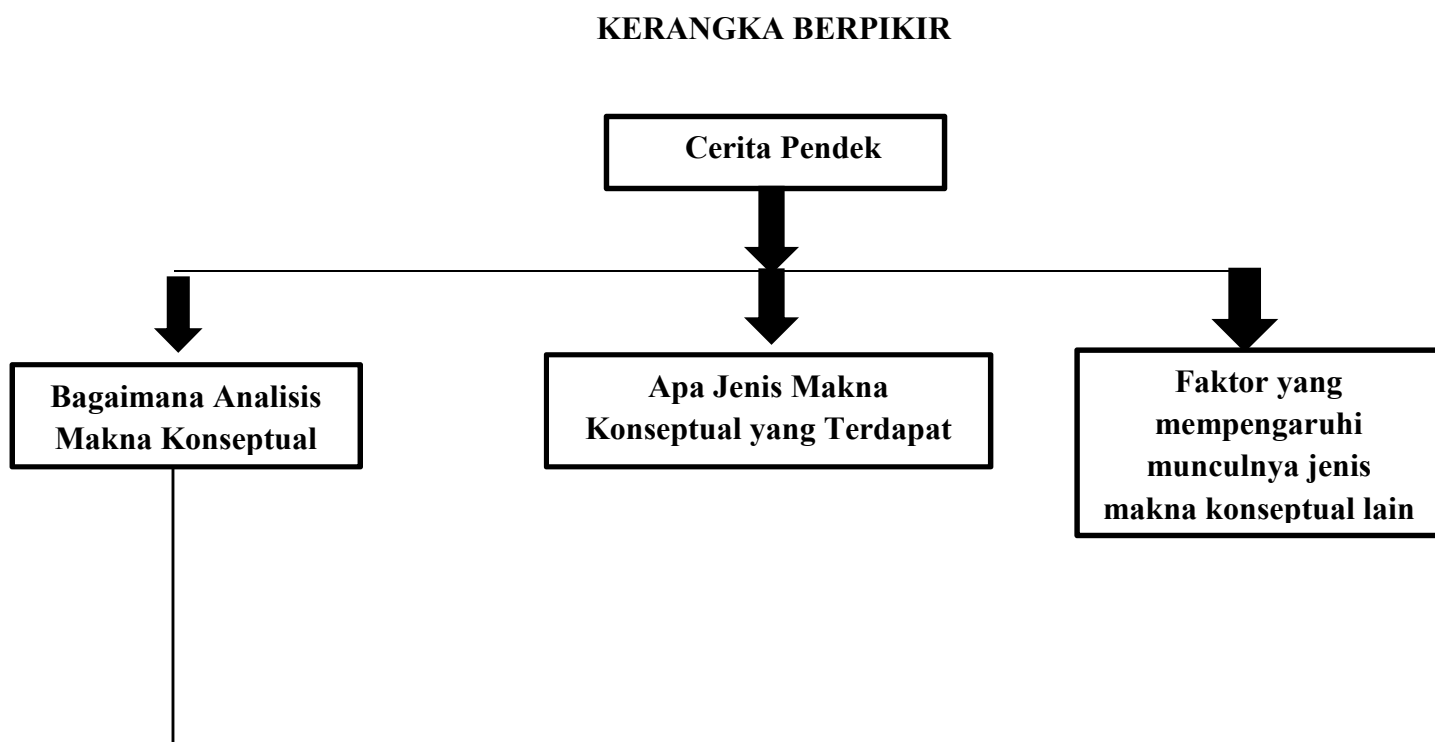 KERANGKA BERPIKIR
Cerita Pendek
Bagaimana Analisis
Makna Konseptual
Apa Jenis Makna
Konseptual yang Terdapat
Faktor yang
mempengaruhi
munculnya jenis
makna konseptual lain